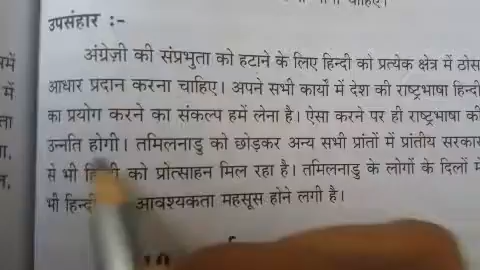 उपसंहार :-
अंग्रेज़ी की संप्रभुता को हटाने के लिए हिन्दी को प्रत्येक क्षेत्र में ठोस
आधार प्रदान करना चाहिए। अपने सभी कार्यों में देश की राष्ट्रभाषा हिन्दी
का प्रयोग करने का संकल्प हमें लेना है। ऐसा करने पर ही राष्ट्रभाषा की
उन्नति होगी। तमिलनाडु को छोड़कर अन्य सभी प्रांतों में प्रांतीय सरकार
से भी को प्रोत्साहन मिल रहा है। तमिलनाडु के लोगों के दिलों में
भी आवश्यकता महसूस होने लगी है।